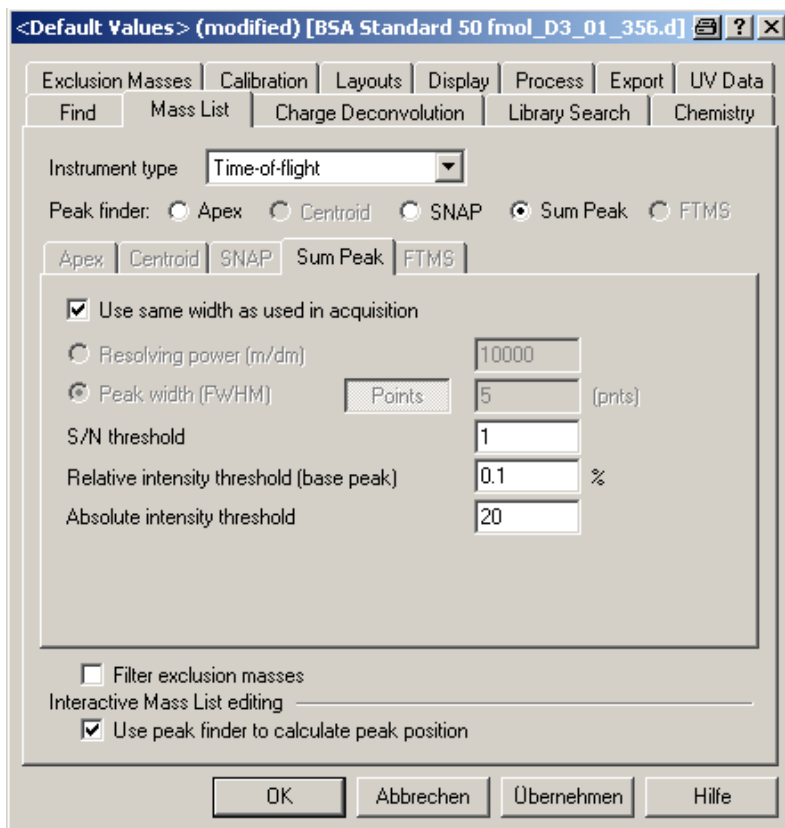 <Default Values> (modified) [BSA Standard 50 fmol_D3_01_356.d]
Exclusion Masses Calibration Layouts Display Process Export UV Data
Find Mass List Charge Deconvolution Library Search Chemistry
Instrument type Time-of-flight
Peak finder: Apex Centroid SNAP Sum Peak FTMS
Apex Centroid SNAP Sum Peak FTMS
Use same width as used in acquisition
Resolving power (m/dm) 10000
Peak width (FWHM) Points 5 (pnts)
S/N threshold 1
Relative intensity threshold (base peak) 0.1 %
Absolute intensity threshold 20
Filter exclusion masses
Interactive Mass List editing
Use peak finder to calculate peak position
OK Abbrechen Übernehmen Hilfe